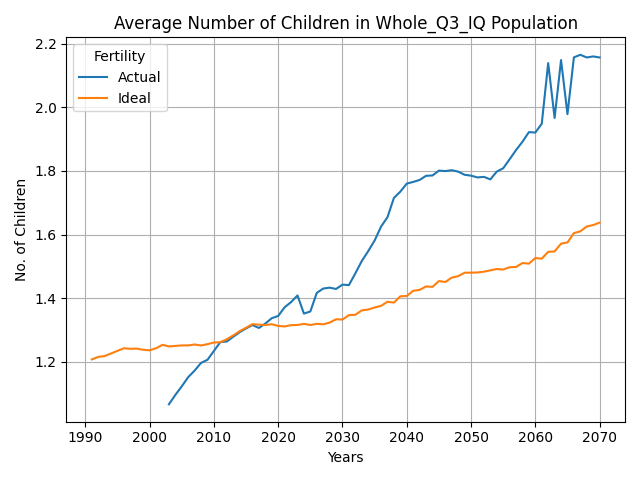 Average Number of Children in Whole_Q3_IQ Population
Fertility
Actual
Ideal
No. of Children
2.2
2.0
1.8
1.6
1.4
1.2
1990 2000 2010 2020 2030 2040 2050 2060 2070
Years